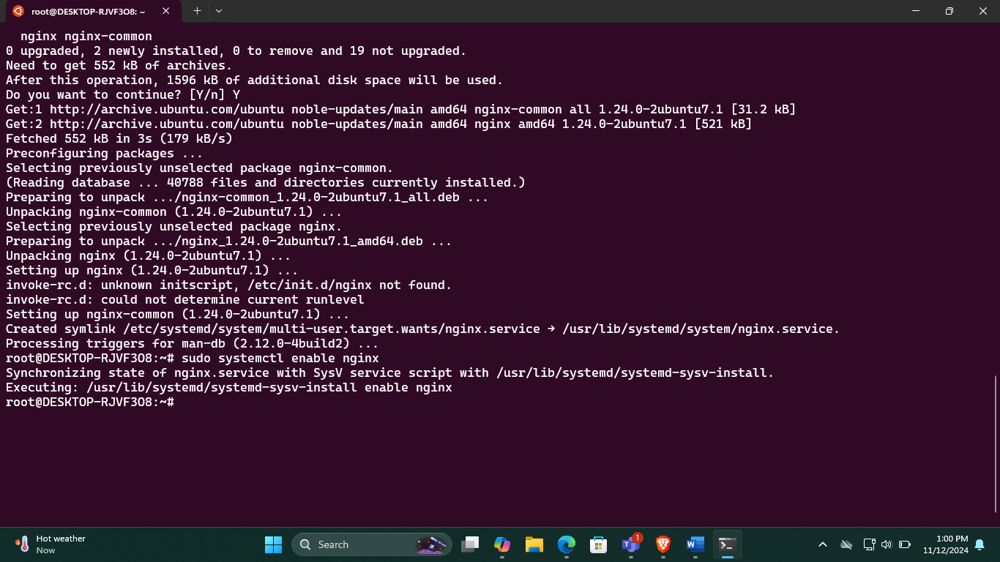 root@DESKTOP-RJVF3O8: ~
nginx nginx-common
0 upgraded, 2 newly installed, 0 to remove and 19 not upgraded.
Need to get 552 kB of archives.
After this operation, 1596 kB of additional disk space will be used.
Do you want to continue? [Y/n] Y
Get:1 http://archive.ubuntu.com/ubuntu noble-updates/main amd64 nginx-common all 1.24.0-2ubuntu7.1 [31.2 kB]
Get:2 http://archive.ubuntu.com/ubuntu noble-updates/main amd64 nginx amd64 1.24.0-2ubuntu7.1 [521 kB]
Fetched 552 kB in 3s (179 kB/s)
Preconfiguring packages ...
Selecting previously unselected package nginx-common.
(Reading database ... 40788 files and directories currently installed.)
Preparing to unpack .../nginx-common_1.24.0-2ubuntu7.1_all.deb ...
Unpacking nginx-common (1.24.0-2ubuntu7.1) ...
Selecting previously unselected package nginx.
Preparing to unpack .../nginx_1.24.0-2ubuntu7.1_amd64.deb ...
Unpacking nginx (1.24.0-2ubuntu7.1) ...
Setting up nginx (1.24.0-2ubuntu7.1) ...
invoke-rc.d: unknown initscript, /etc/init.d/nginx not found.
invoke-rc.d: could not determine current runlevel
Setting up nginx-common (1.24.0-2ubuntu7.1) ...
Created symlink /etc/systemd/system/multi-user.target.wants/nginx.service → /usr/lib/systemd/system/nginx.service.
Processing triggers for man-db (2.12.0-4build2) ...
root@DESKTOP-RJVF3O8:~# sudo systemctl enable nginx
Synchronizing state of nginx.service with SysV service script with /usr/lib/systemd/systemd-sysv-install.
Executing: /usr/lib/systemd/systemd-sysv-install enable nginx
root@DESKTOP-RJVF3O8:~#
Hot weather
Now
Search
1
W
1:00 PM
11/12/2024